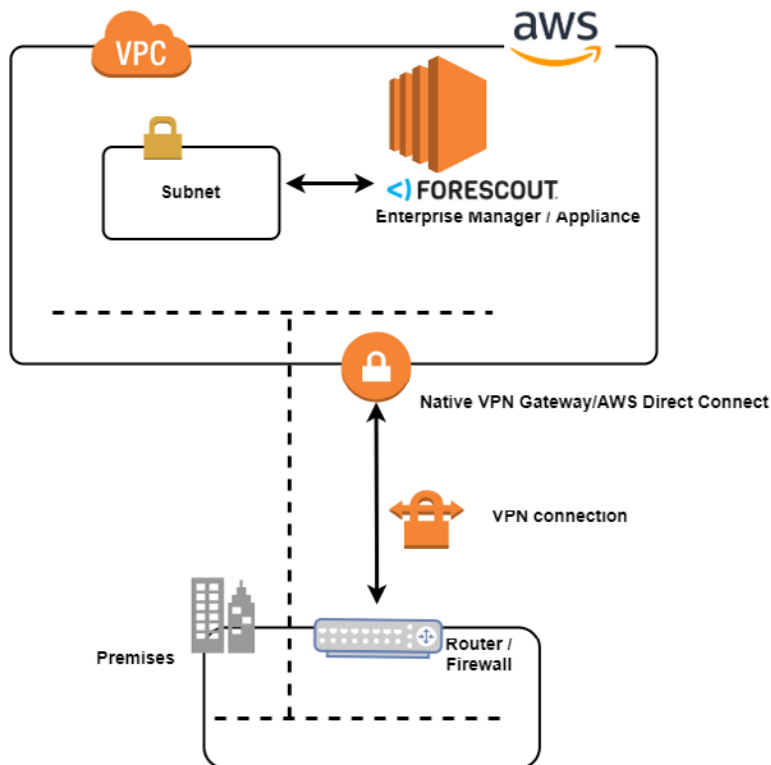 aws
VPC
Subnet
<) FORESCOUT.
Enterprise Manager / Appliance
Native VPN Gateway/AWS Direct Connect
VPN connection
Premises
Router /
Firewall